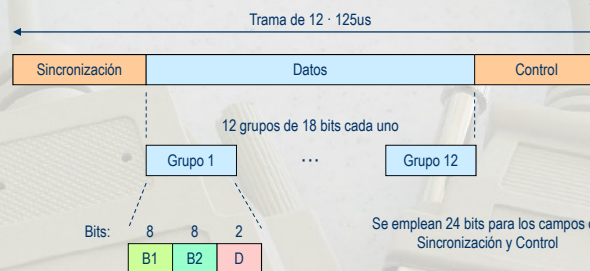 Trama de 12 · 125us
Sincronización Datos Control
12 grupos de 18 bits cada uno
Grupo 1 ... Grupo 12
Bits: 8 8 2
B1 B2 D
Se emplean 24 bits para los campos
Sincronización y Control